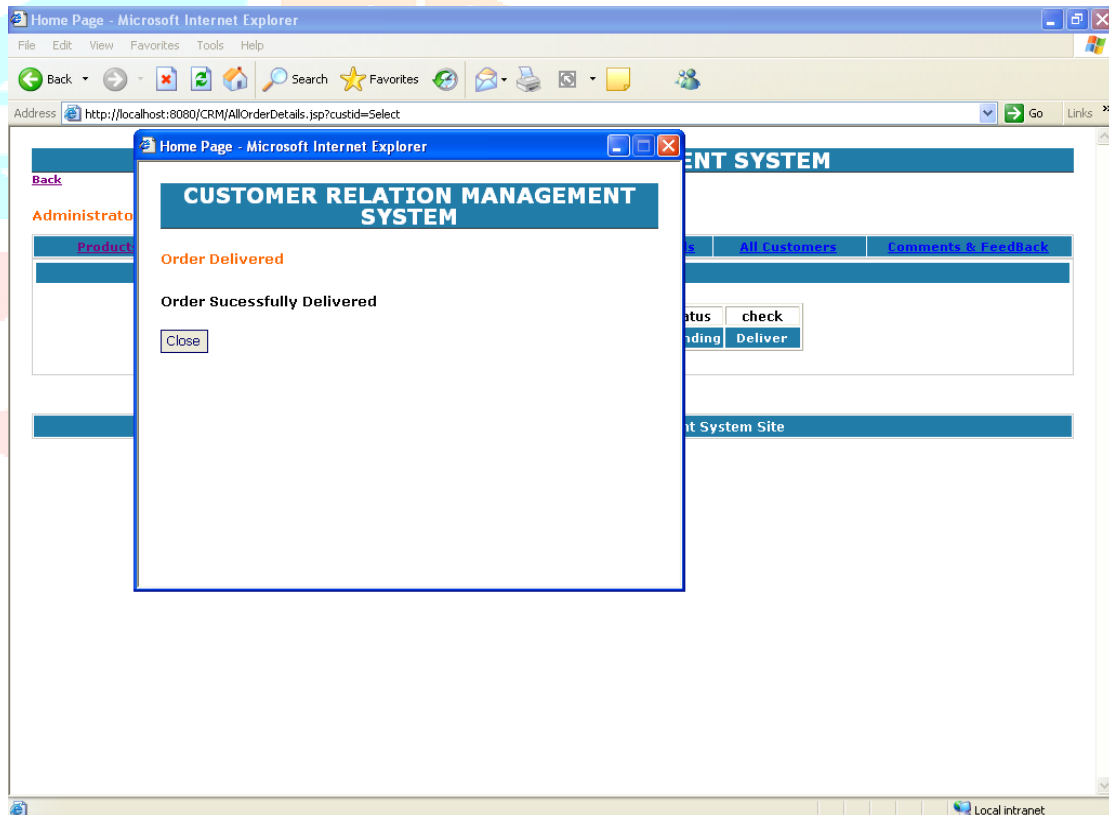 Home Page - Microsoft Internet Explorer
File Edit View Favorites Tools Help
Back Search Favorites
Address http://localhost:8080/CRM/AllOrderDetails.jsp?custid=Select Go Links »
Home Page - Microsoft Internet Explorer
ENT SYSTEM
Back
CUSTOMER RELATION MANAGEMENT
SYSTEM
Administrato
Product All Customers Comments & FeedBack
Order Delivered
Order Sucessfully Delivered
atus check
Close
nding Deliver
nt System Site
Local intranet